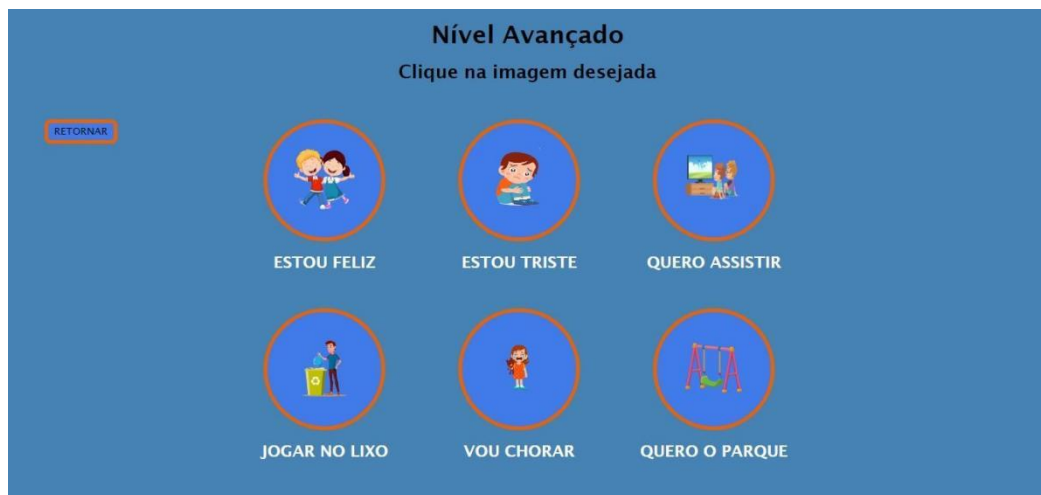 Nível Avançado
Clique na imagem desejada
RETORNAR
ESTOU FELIZ
ESTOU TRISTE
QUERO ASSISTIR
JOGAR NO LIXO
VOU CHORAR
QUERO O PARQUE